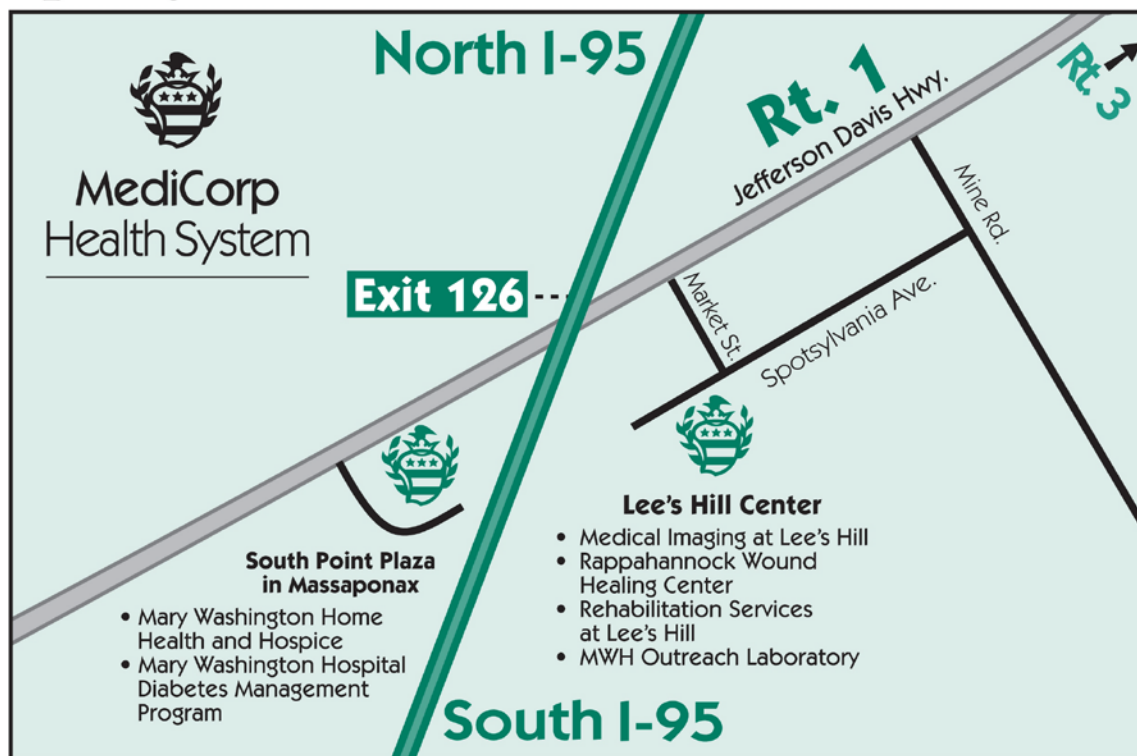 North I-95
MediCorp
Health System
Rt. 1
Jefferson Davis Hwy.
Rt. 3
Mine Rd.
Exit 126
Market St.
Spotsylvania Ave.
Lee's Hill Center
• Medical Imaging at Lee's Hill
• Rappahannock Wound
Healing Center
• Rehabilitation Services
at Lee's Hill
• MWH Outreach Laboratory
South Point Plaza
in Massaponax
• Mary Washington Home
Health and Hospice
• Mary Washington Hospital
Diabetes Management
Program
South I-95